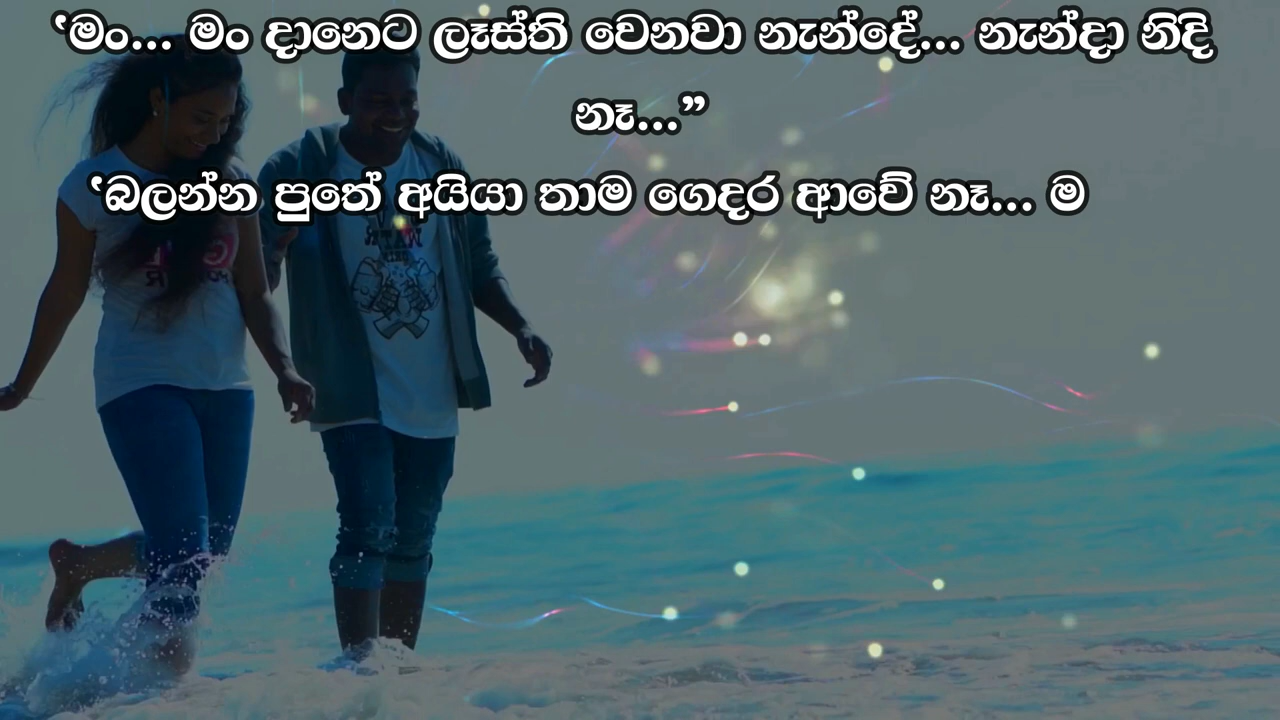 ‘මං... මං දානෙට ලෑස්ති වෙනවා නැන්දේ... නැන්දා නිදි
නෑ...”
‘බලන්න පුතේ අයියා තාම ගෙදර ආවේ නෑ... ම